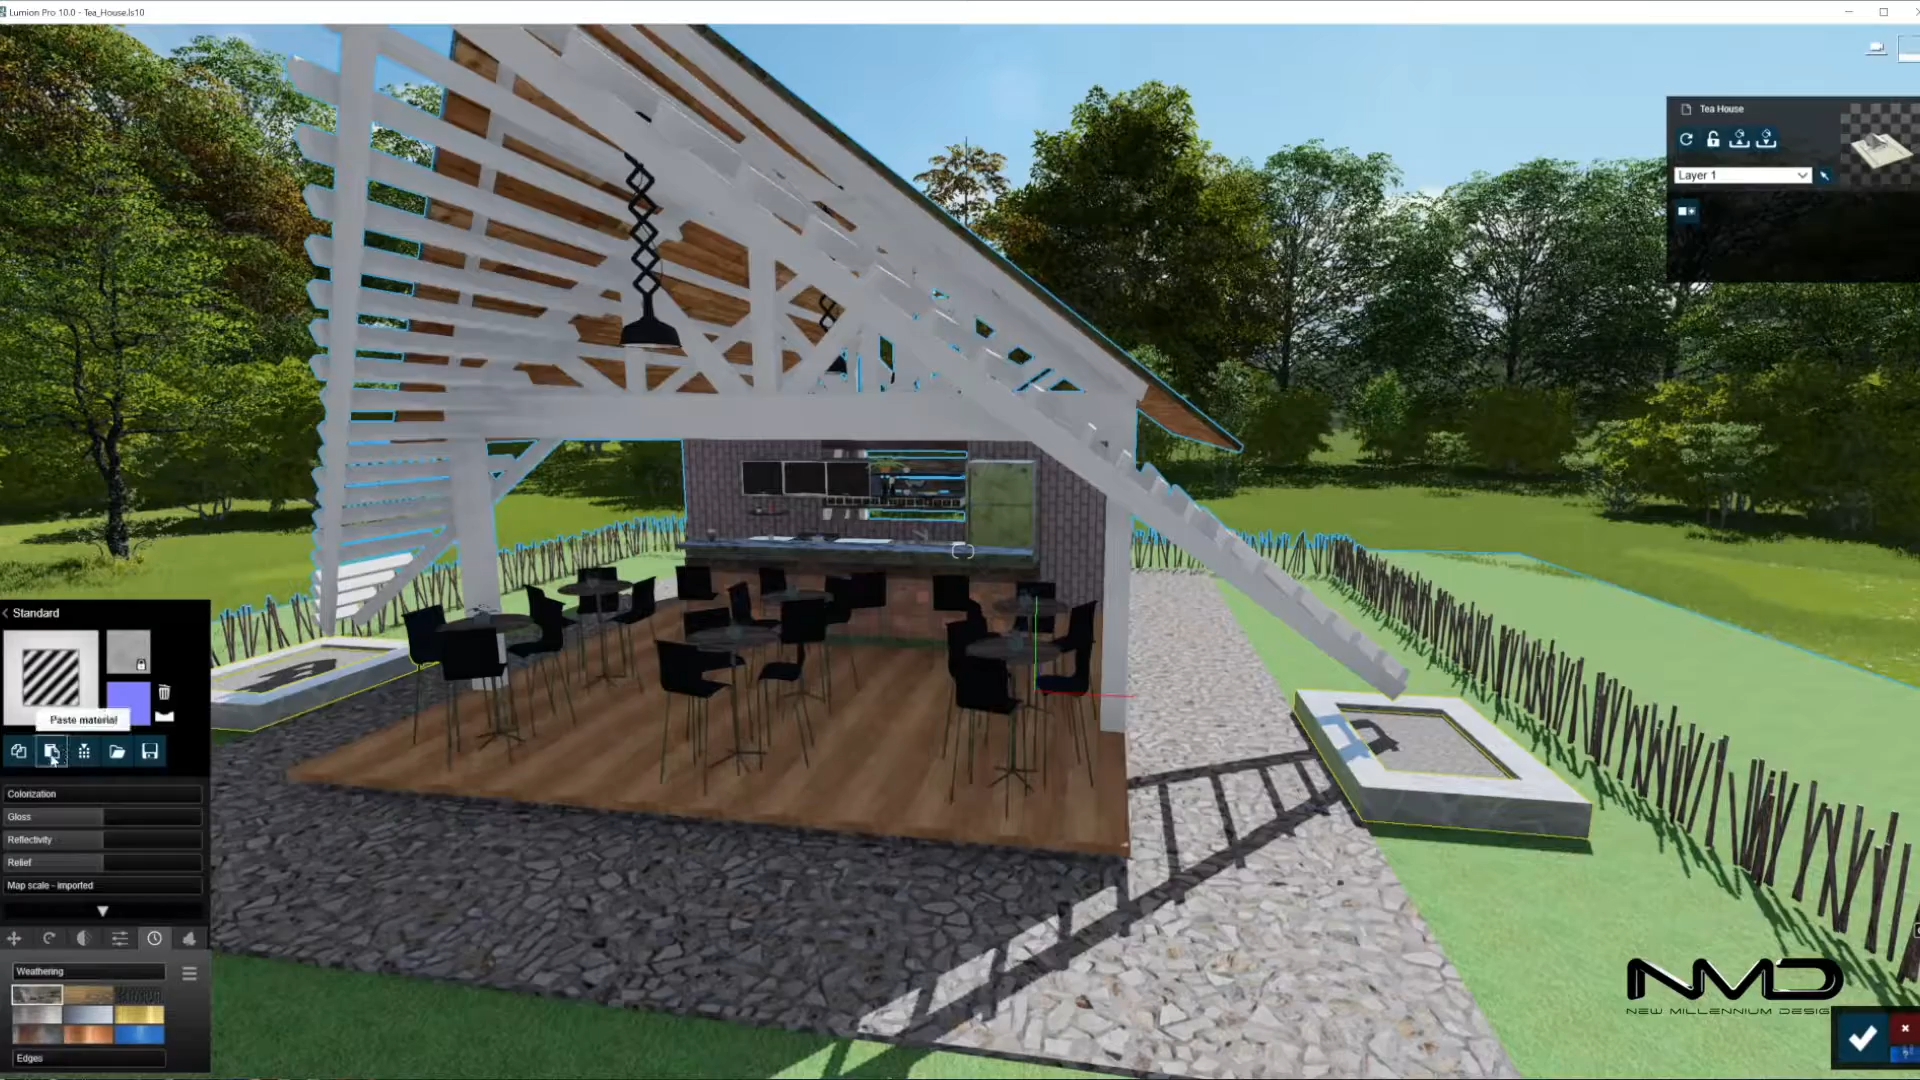 Lumion Pro 10.0 - Tea_House.ls10
Tea House
Layer 1
Standard
Paste material
Colorization
Gloss
Reflectivity
Relief
Map scale - imported
Weathering
Edges
NMD
NEW MILLENNIUM DESIG